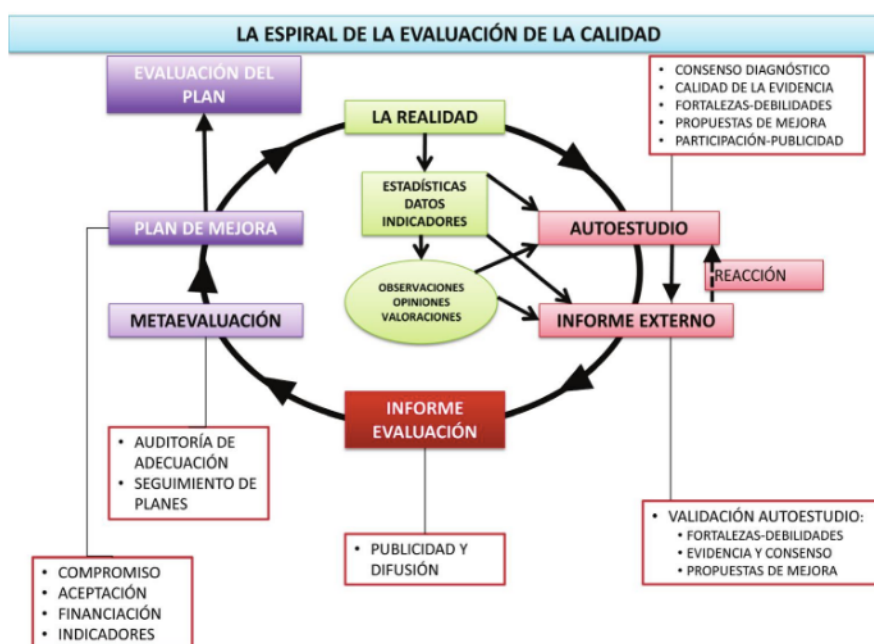 LA ESPIRAL DE LA EVALUACIÓN DE LA CALIDAD
EVALUACIÓN DEL
PLAN
LA REALIDAD
• CONSENSO DIAGNÓSTICO
• CALIDAD DE LA EVIDENCIA
• FORTALEZAS-DEBILIDADES
• PROPUESTAS DE MEJORA
• PARTICIPACIÓN-PUBLICIDAD
ESTADÍSTICAS
DATOS
INDICADORES
PLAN DE MEJORA
AUTOESTUDIO
REACCIÓN
OBSERVACIONES
OPINIONES
VALORACIONES
METAEVALUACIÓN
INFORME EXTERNO
INFORME
EVALUACIÓN
• AUDITORÍA DE
ADECUACIÓN
• SEGUIMIENTO DE
PLANES
• VALIDACIÓN AUTOESTUDIO:
• FORTALEZAS-DEBILIDADES
• EVIDENCIA Y CONSENSO
• PROPUESTAS DE MEJORA
• PUBLICIDAD Y
DIFUSIÓN
• COMPROMISO
• ACEPTACIÓN
• FINANCIACIÓN
• INDICADORES